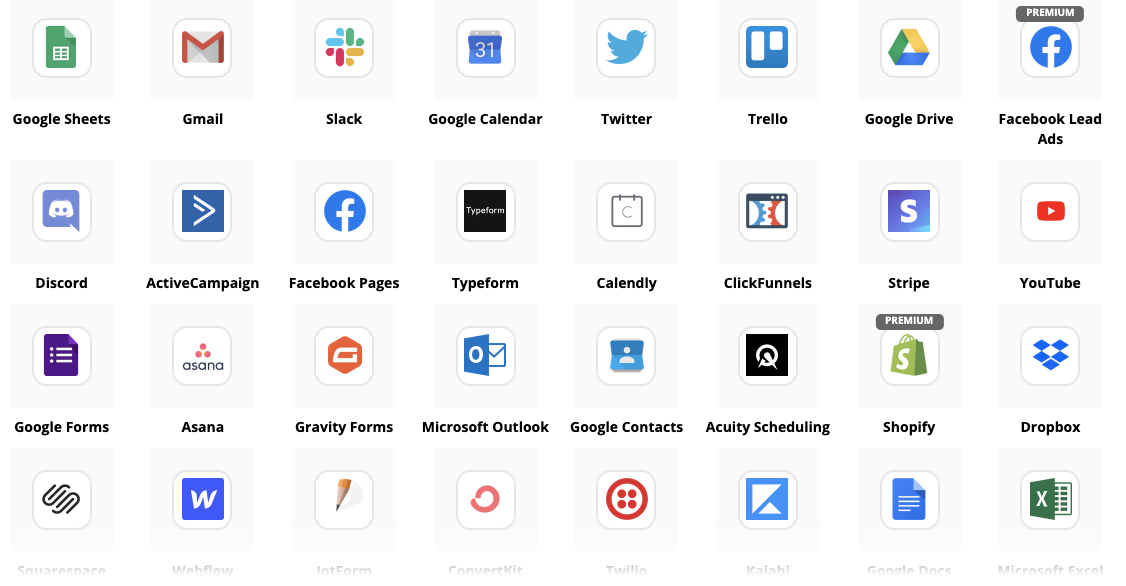 PREMIUM
31
Google Sheets
Gmail
Slack
Google Calendar
Twitter
Trello
Google Drive
Facebook Lead
Ads
Typeform
C
S
Discord
ActiveCampaign
Facebook Pages
Typeform
Calendly
ClickFunnels
Stripe
YouTube
PREMIUM
asana
O
S
Google Forms
Asana
Gravity Forms
Microsoft Outlook
Google Contacts
Acuity Scheduling
Shopify
Dropbox
W
X
Squarespace
Webflow
JotForm
ConvertKit
Twilio
Kajabi
Google Docs
Microsoft Excel